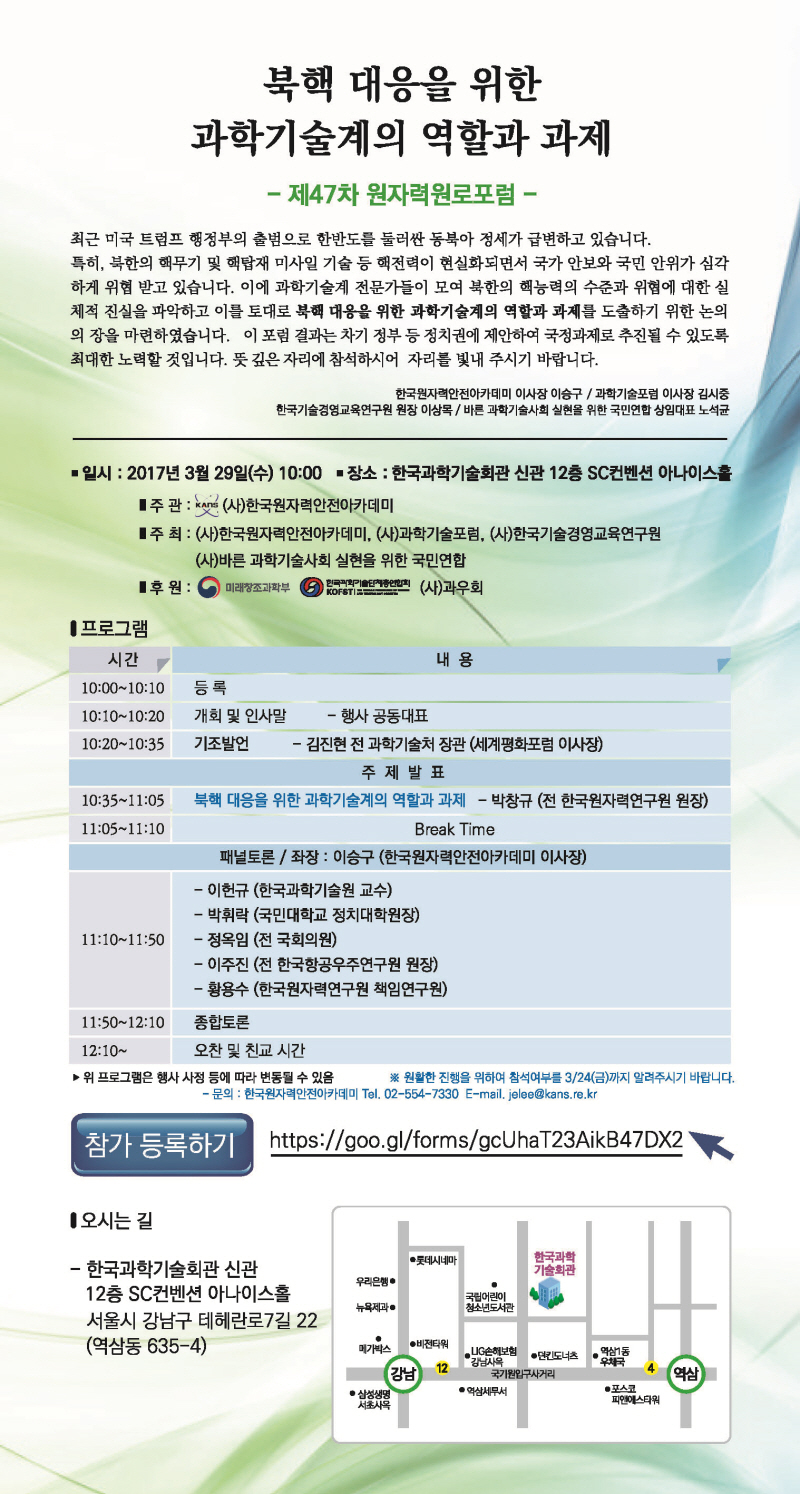 북핵 대응을 위한
과학기술계의 역할과 과제
- 제47차 원자력원로포럼 -
최근 미국 트럼프 행정부의 출범으로 한반도를 둘러싼 동북아 정세가 급변하고 있습니다.
특히, 북한의 핵무기 및 핵탑재 미사일 기술 등 핵전력이 현실화되면서 국가 안보와 국민 안위가 심각
하게 위협 받고 있습니다. 이에 과학기술계 전문가들이 모여 북한의 핵능력의 수준과 위협에 대한 실
체적 진실을 파악하고 이를 토대로 북핵 대응을 위한 과학기술계의 역할과 과제를 도출하기 위한 논의
의 장을 마련하였습니다. 이 포럼 결과는 차기 정부 등 정치권에 제안하여 국정과제로 추진될 수 있도록
최대한 노력할 것입니다. 뜻 깊은 자리에 참석하시어 자리를 빛내 주시기 바랍니다.
한국원자력안전아카데미 이사장 이승구 / 과학기술포럼 이사장 김시중
한국기술경영교육연구원 원장 이상목 / 바른 과학기술사회 실현을 위한 국민연합 상임대표 노석균
■ 일시 : 2017년 3월 29일(수) 10:00 ■ 장소 : 한국과학기술회관 신관 12층 SC컨벤션 아나이스홀
주 관 : KANS (사)한국원자력안전아카데미
주 최 : (사)한국원자력안전아카데미, (사)과학기술포럼, (사)한국기술경영교육연구원
(사)바른 과학기술사회 실현을 위한 국민연합
후 원 : 미래창조과학부 한국과학기술단체총연합회 KOFST (사)과우회
프로그램
시간 내 용
10:00~10:10 등 록
10:10~10:20 개회 및 인사말 - 행사 공동대표
10:20~10:35 기조발언 - 김진현 전 과학기술처 장관 (세계평화포럼 이사장)
주 제 발 표
10:35~11:05 북핵 대응을 위한 과학기술계의 역할과 과제 - 박창규 (전 한국원자력연구원 원장)
11:05~11:10 Break Time
패널토론 / 좌장 : 이승구 (한국원자력안전아카데미 이사장)
11:10~11:50
- 이헌규 (한국과학기술원 교수)
- 박휘락 (국민대학교 정치대학원장)
- 정옥임 (전 국회의원)
- 이주진 (전 한국항공우주연구원 원장)
- 황용수 (한국원자력연구원 책임연구원)
11:50~12:10 종합토론
12:10~ 오찬 및 친교 시간
▶ 위 프로그램은 행사 사정 등에 따라 변동될 수 있음 ※ 원활한 진행을 위하여 참석여부를 3/24(금)까지 알려주시기 바랍니다.
- 문의 : 한국원자력안전아카데미 Tel. 02-554-7330 E-mail. jelee@kans.re.kr
참가 등록하기 https://goo.gl/forms/gcUhaT23AikB47DX2
오시는 길
- 한국과학기술회관 신관
12층 SC컨벤션 아나이스홀
서울시 강남구 테헤란로7길 22
(역삼동 635-4)
롯데시네마
우리은행
뉴욕제과
메가박스
비전타워
국립어린이
청소년도서관
한국과학
기술회관
LIG손해보험
강남사옥
던킨도너츠
역삼1동
우체국
강남
12
국기원입구사거리
4
역삼
삼성생명
서초사옥
역삼세무서
포스코
피앤에스타워